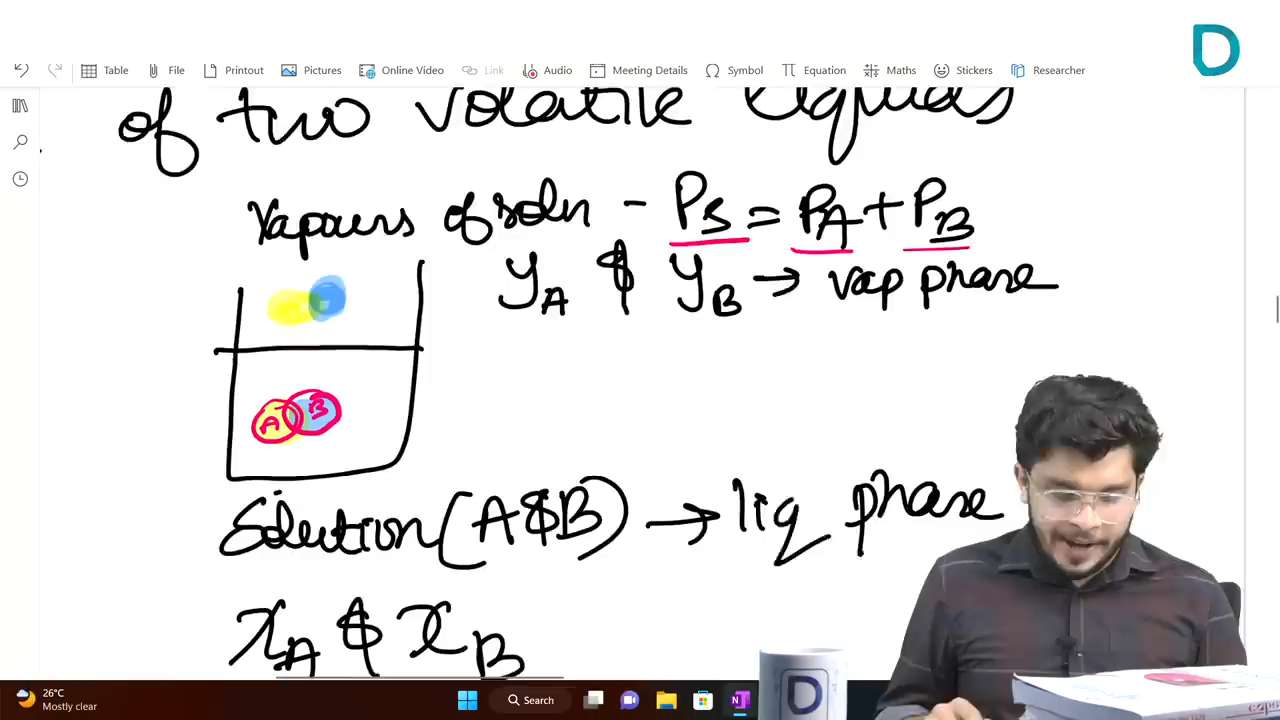 D
Table File Printout Pictures Online Video Link Audio Meeting Details Symbol Equation Maths Stickers Researcher
of two volatile liquids
Vapours of soln - PS = PA + PB
yA & yB → vap phase
A B
Solution (A & B) → liq phase
xA & xB
D
26°C
Mostly clear
Search